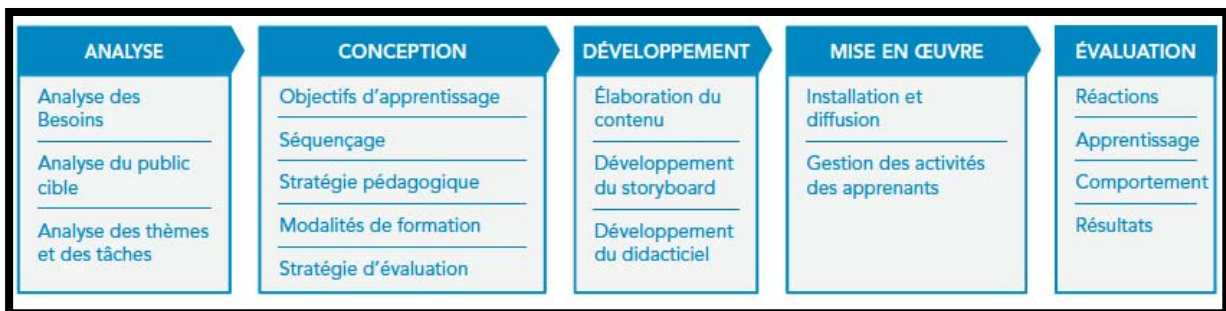 ANALYSE
Analyse des
Besoins
Analyse du public
cible
Analyse des thèmes
et des tâches
CONCEPTION
Objectifs d'apprentissage
Séquençage
Stratégie pédagogique
Modalités de formation
Stratégie d'évaluation
DÉVELOPPEMENT
Élaboration du
contenu
Développement
du storyboard
Développement
du didacticiel
MISE EN ŒUVRE
Installation et
diffusion
Gestion des activités
des apprenants
ÉVALUATION
Réactions
Apprentissage
Comportement
Résultats